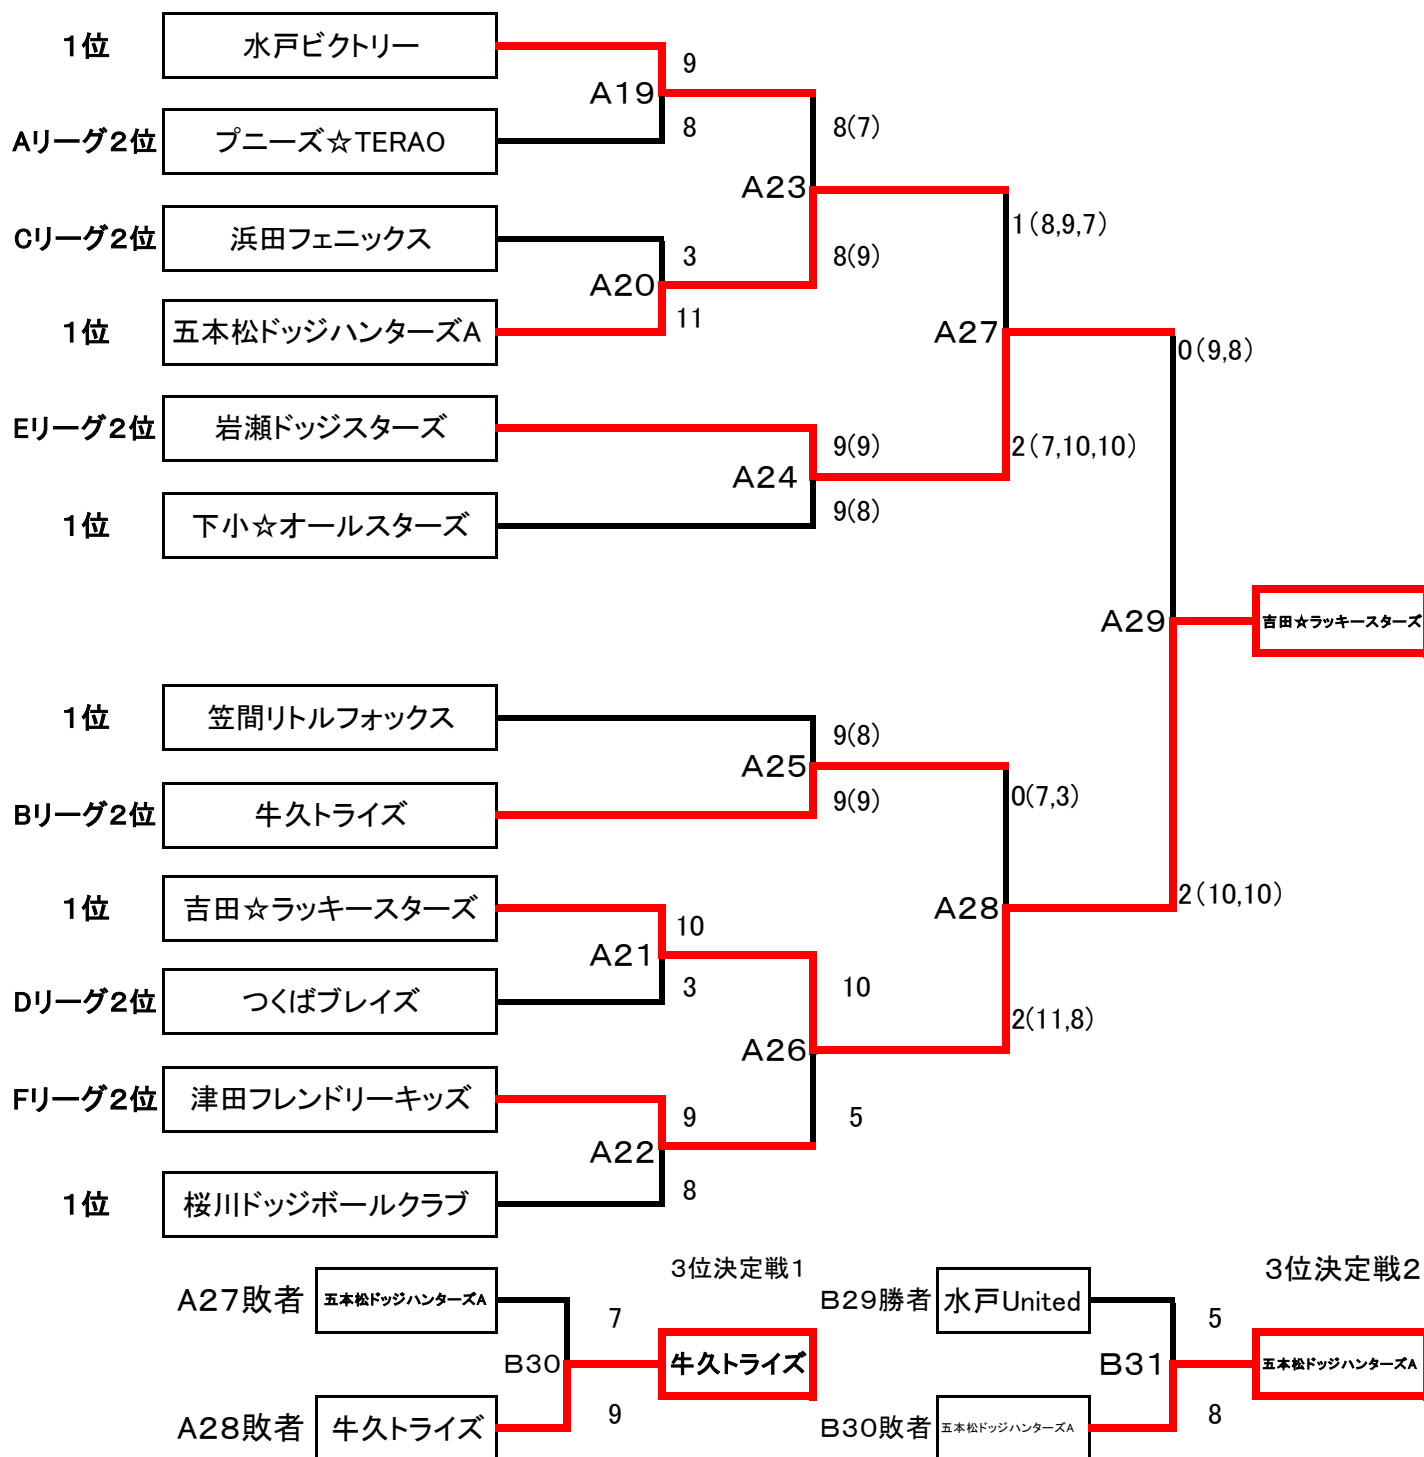 1位 水戸ビクトリー
9
A19
Aリーグ2位 プニーズ☆TERAO
8
8(7)
A23
Cリーグ2位 浜田フェニックス
1(8,9,7)
3
8(9)
A20
1位 五本松ドッジハンターズA
11
A27
0(9,8)
Eリーグ2位 岩瀬ドッジスターズ
9(9)
2(7,10,10)
A24
9(8)
1位 下小☆オールスターズ
A29
吉田☆ラッキースターズ
1位 笠間リトルフォックス
9(8)
A25
9(9)
0(7,3)
Bリーグ2位 牛久トライズ
2(10,10)
1位 吉田☆ラッキースターズ
10
A28
A21
3
10
Dリーグ2位 つくばブレイズ
2(11,8)
A26
Fリーグ2位 津田フレンドリーキッズ
9
5
A22
8
1位 桜川ドッジボールクラブ
3位決定戦1
A27敗者 五本松ドッジハンターズA
7
B30
牛久トライズ
9
A28敗者 牛久トライズ
3位決定戦2
B29勝者 水戸United
5
B31
五本松ドッジハンターズA
8
B30敗者 五本松ドッジハンターズA